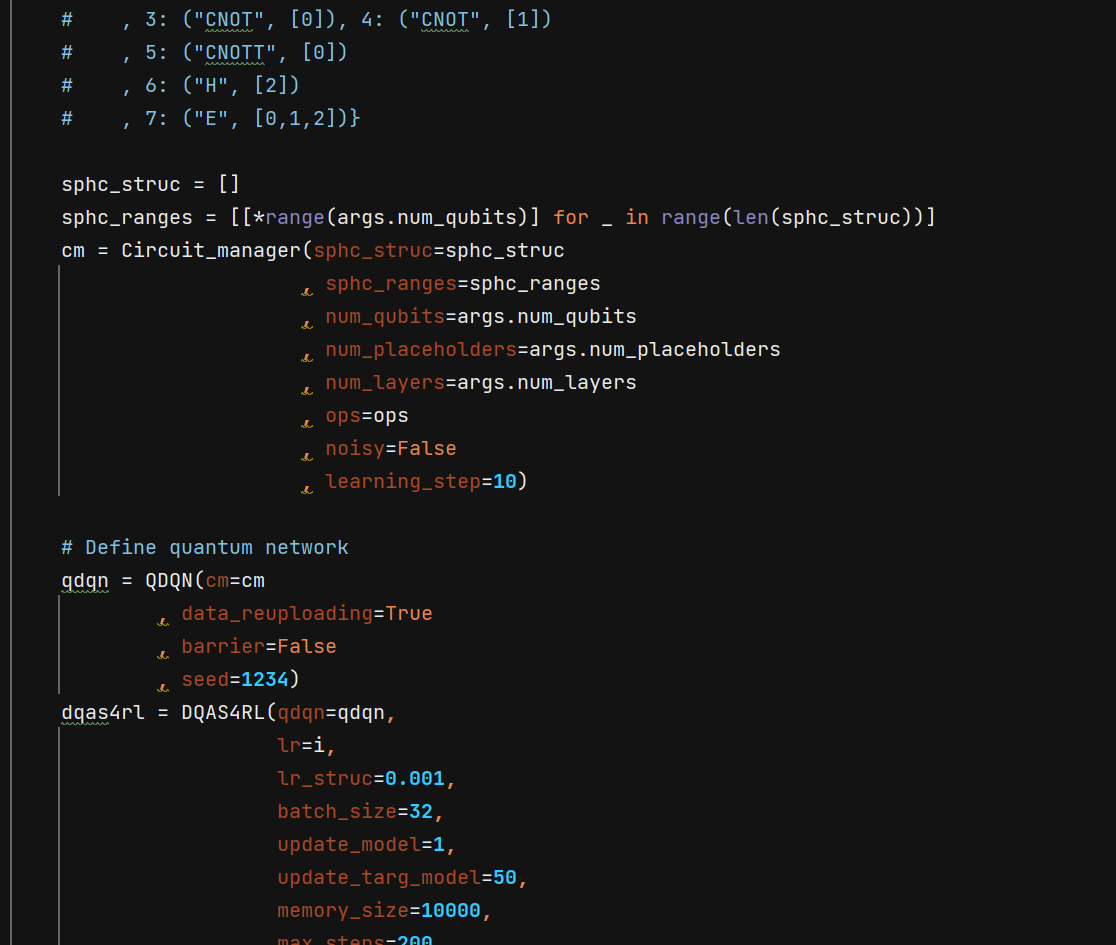 #    , 3: ("CNOT", [0]), 4: ("CNOT", [1])
#    , 5: ("CNOTT", [0])
#    , 6: ("H", [2])
#    , 7: ("E", [0,1,2])}
sphc_struc = []
sphc_ranges = [[*range(args.num_qubits)] for _ in range(len(sphc_struc))]
cm = Circuit_manager(sphc_struc=sphc_struc
, sphc_ranges=sphc_ranges
, num_qubits=args.num_qubits
, num_placeholders=args.num_placeholders
, num_layers=args.num_layers
, ops=ops
, noisy=False
, learning_step=10)
# Define quantum network
qdqn = QDQN(cm=cm
, data_reuploading=True
, barrier=False
, seed=1234)
dqas4rl = DQAS4RL(qdqn=qdqn,
lr=i,
lr_struc=0.001,
batch_size=32,
update_model=1,
update_targ_model=50,
memory_size=10000,
max_steps=200